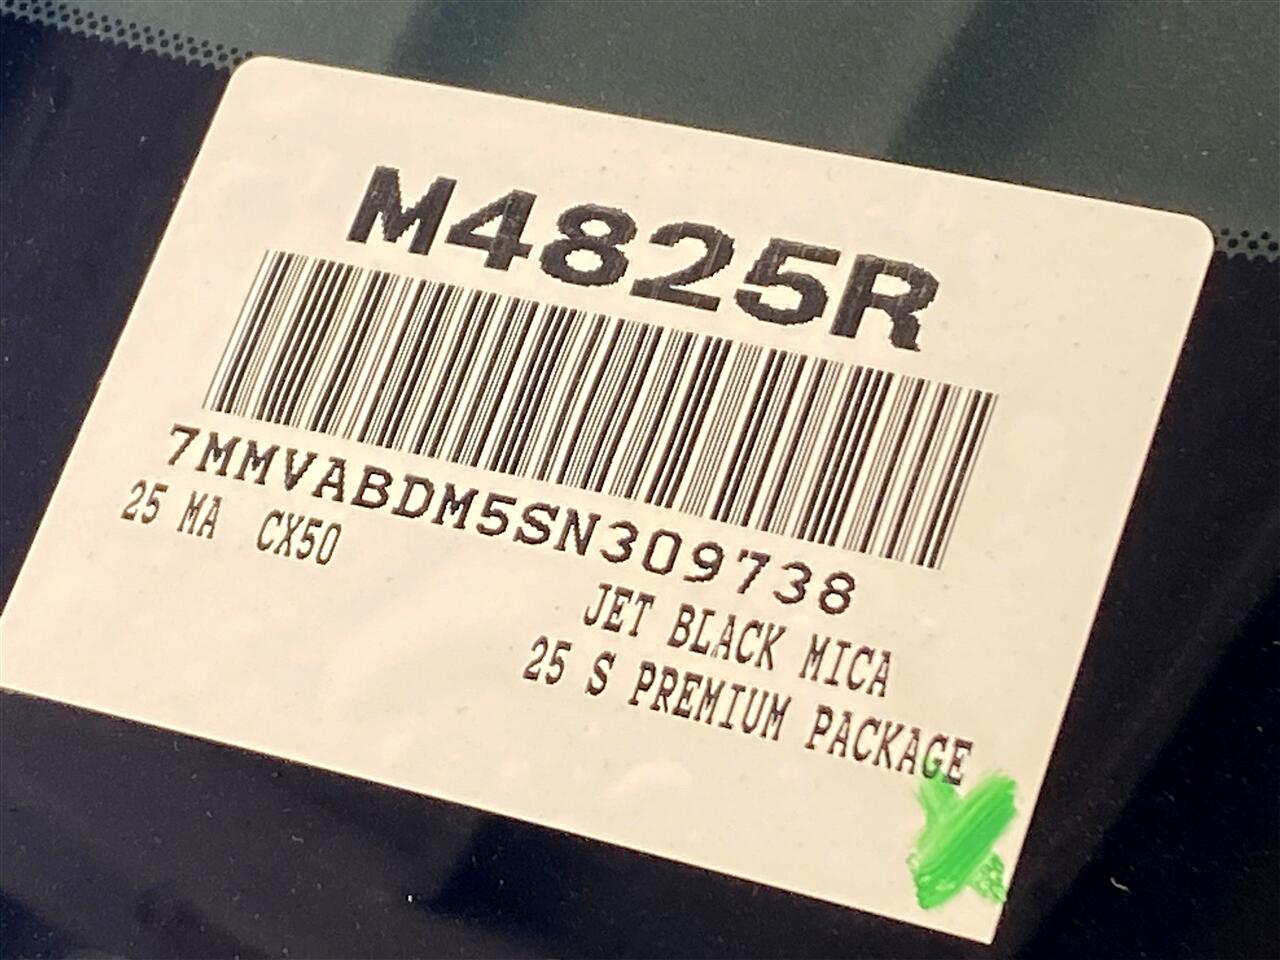 M4825R
7MMVABDM5SN309738
25 MA CX50
JET BLACK MICA
25 S PREMIUM PACKAGE